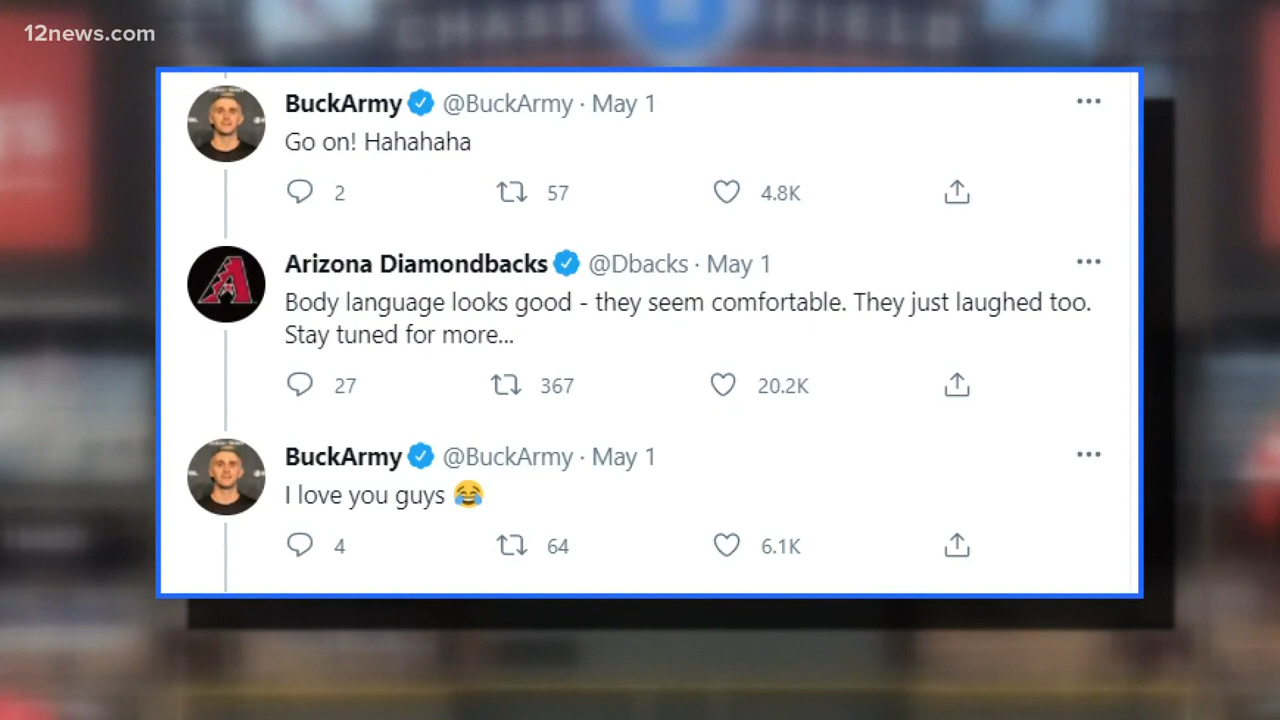 12news.com
CHASE FIELD
BuckArmy @BuckArmy · May 1
Go on! Hahahaha
2 57 4.8K
Arizona Diamondbacks @Dbacks · May 1
Body language looks good - they seem comfortable. They just laughed too.
Stay tuned for more...
27 367 20.2K
BuckArmy @BuckArmy · May 1
I love you guys 😂
4 64 6.1K